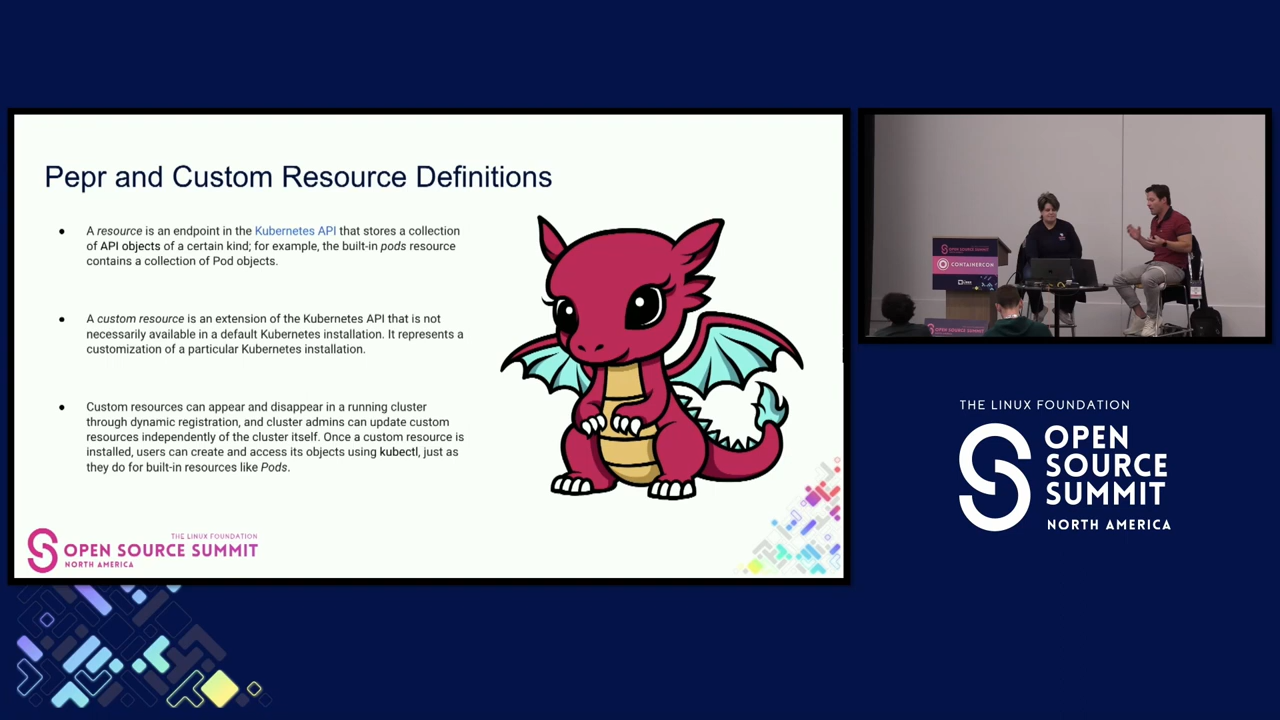 Pepr and Custom Resource Definitions
● A resource is an endpoint in the Kubernetes API that stores a collection
of API objects of a certain kind; for example, the built-in pods resource
contains a collection of Pod objects.
● A custom resource is an extension of the Kubernetes API that is not
necessarily available in a default Kubernetes installation. It represents a
customization of a particular Kubernetes installation.
● Custom resources can appear and disappear in a running cluster
through dynamic registration, and cluster admins can update custom
resources independently of the cluster itself. Once a custom resource is
installed, users can create and access its objects using kubectl, just as
they do for built-in resources like Pods.
THE LINUX FOUNDATION
OPEN SOURCE SUMMIT
NORTH AMERICA
OPEN SOURCE SUMMIT
CONTAINERCON
OPEN SOURCE SUMMIT
THE LINUX FOUNDATION
OPEN
SOURCE
SUMMIT
NORTH AMERICA